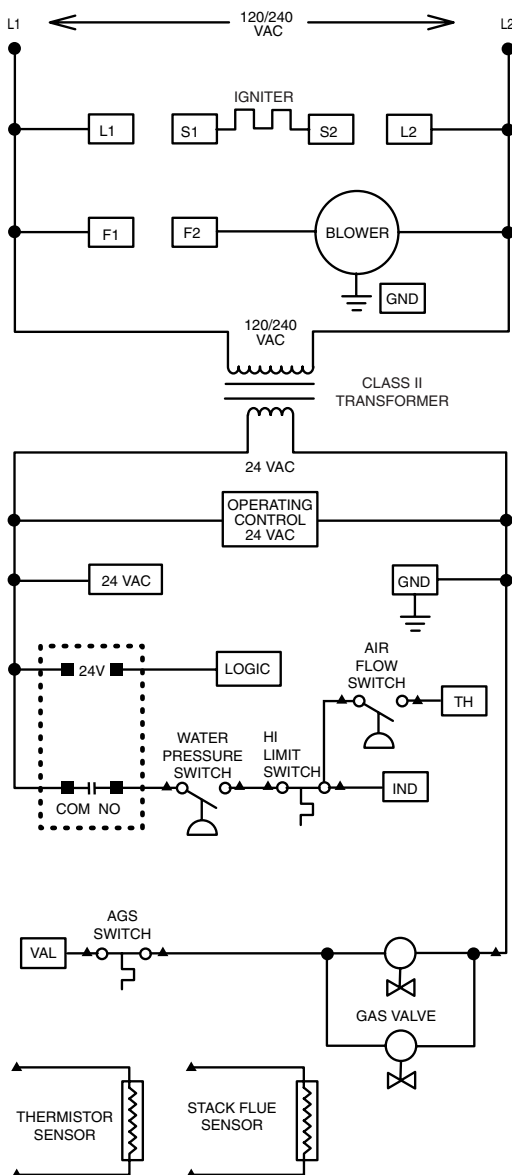 L1
120/240
VAC
L2
IGNITER
L1
S1
S2
L2
F1
F2
BLOWER
GND
120/240
VAC
CLASS II
TRANSFORMER
24 VAC
OPERATING
CONTROL
24 VAC
24 VAC
GND
24V
LOGIC
AIR
FLOW
SWITCH
TH
WATER
PRESSURE
SWITCH
HI
LIMIT
SWITCH
COM NO
IND
AGS
SWITCH
VAL
GAS VALVE
THERMISTOR
SENSOR
STACK FLUE
SENSOR